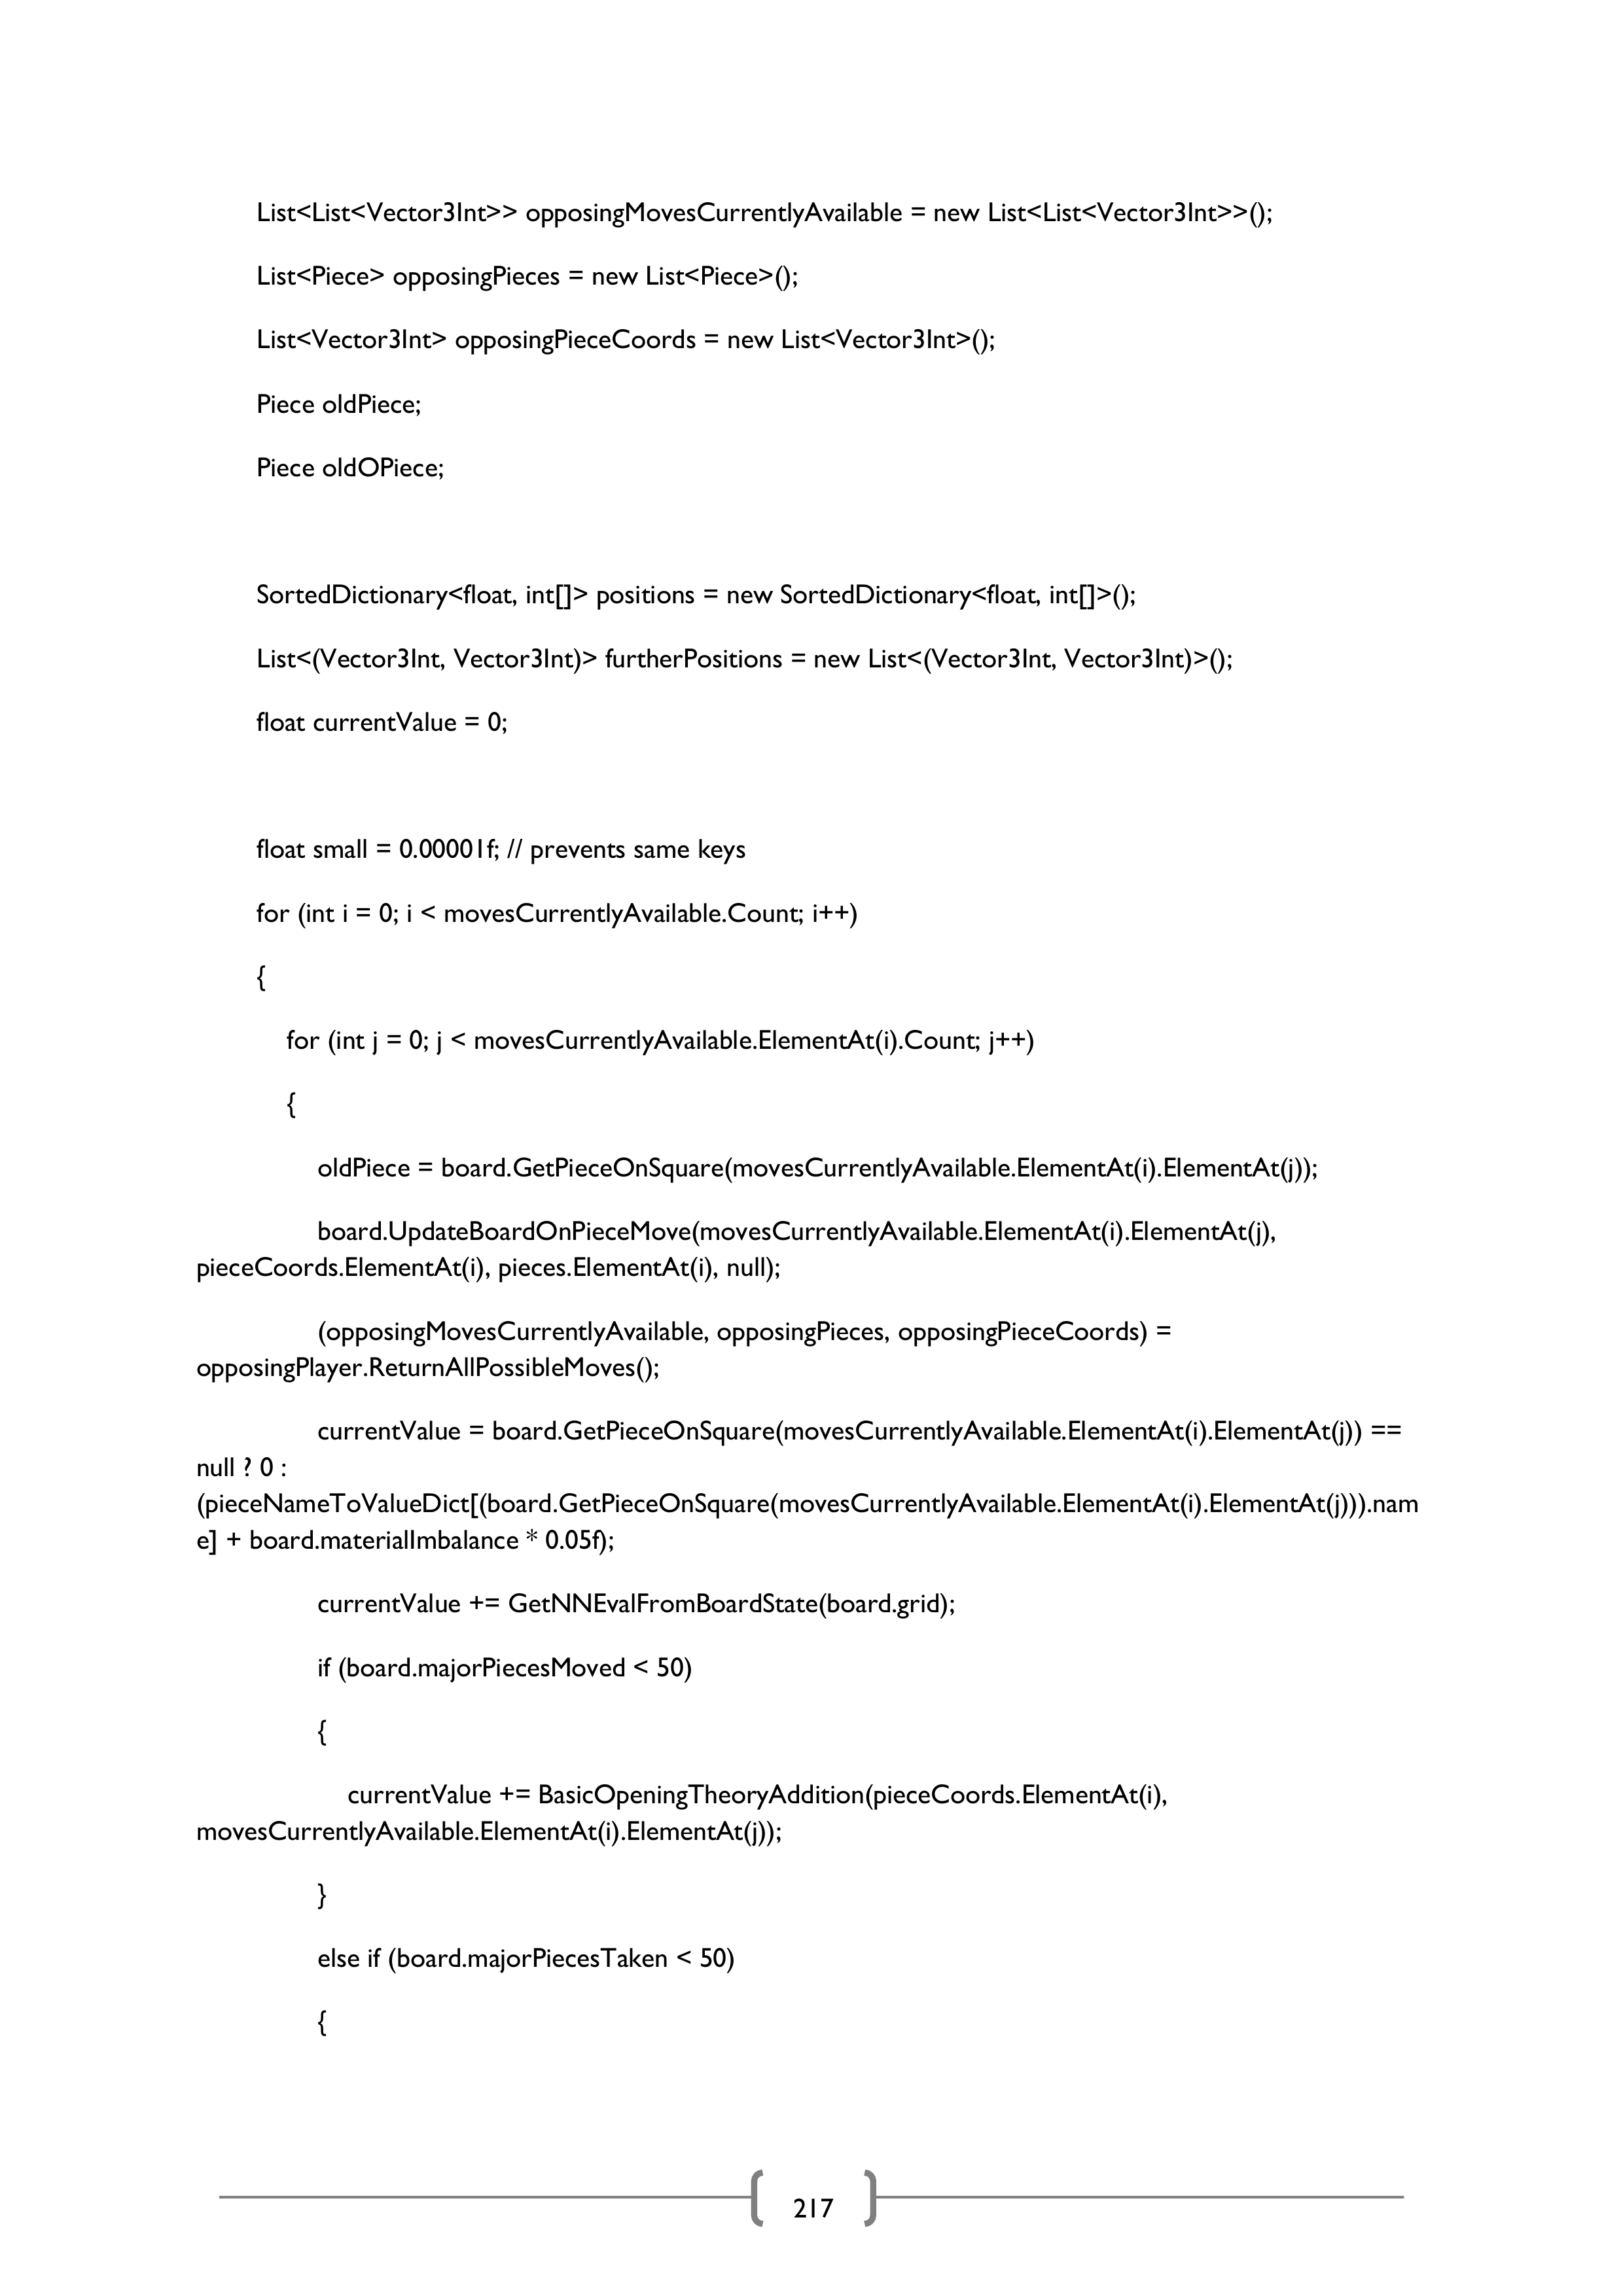 List<List<Vector3Int>> opposingMovesCurrentlyAvailable = new List<List<Vector3Int>>();
List<Piece> opposingPieces = new List<Piece>();
List<Vector3Int> opposingPieceCoords = new List<Vector3Int>();
Piece oldPiece;
Piece oldOPiece;
SortedDictionary<float, int[]> positions = new SortedDictionary<float, int[]>();
List<(Vector3Int, Vector3Int)> furtherPositions = new List<(Vector3Int, Vector3Int)>();
float currentValue = 0;
float small = 0.00001f; // prevents same keys
for (int i = 0; i < movesCurrentlyAvailable.Count; i++)
{
for (int j = 0; j < movesCurrentlyAvailable.ElementAt(i).Count; j++)
{
oldPiece = board.GetPieceOnSquare(movesCurrentlyAvailable.ElementAt(i).ElementAt(j));
board.UpdateBoardOnPieceMove(movesCurrentlyAvailable.ElementAt(i).ElementAt(j),
pieceCoords.ElementAt(i), pieces.ElementAt(i), null);
(opposingMovesCurrentlyAvailable, opposingPieces, opposingPieceCoords) =
opposingPlayer.ReturnAllPossibleMoves();
currentValue = board.GetPieceOnSquare(movesCurrentlyAvailable.ElementAt(i).ElementAt(j)) ==
null ? 0 :
(pieceNameToValueDict[(board.GetPieceOnSquare(movesCurrentlyAvailable.ElementAt(i).ElementAt(j))).nam
e] + board.materialImbalance * 0.05f);
currentValue += GetNNEvalFromBoardState(board.grid);
if (board.majorPiecesMoved < 50)
{
currentValue += BasicOpeningTheoryAddition(pieceCoords.ElementAt(i),
movesCurrentlyAvailable.ElementAt(i).ElementAt(j));
}
else if (board.majorPiecesTaken < 50)
{
217